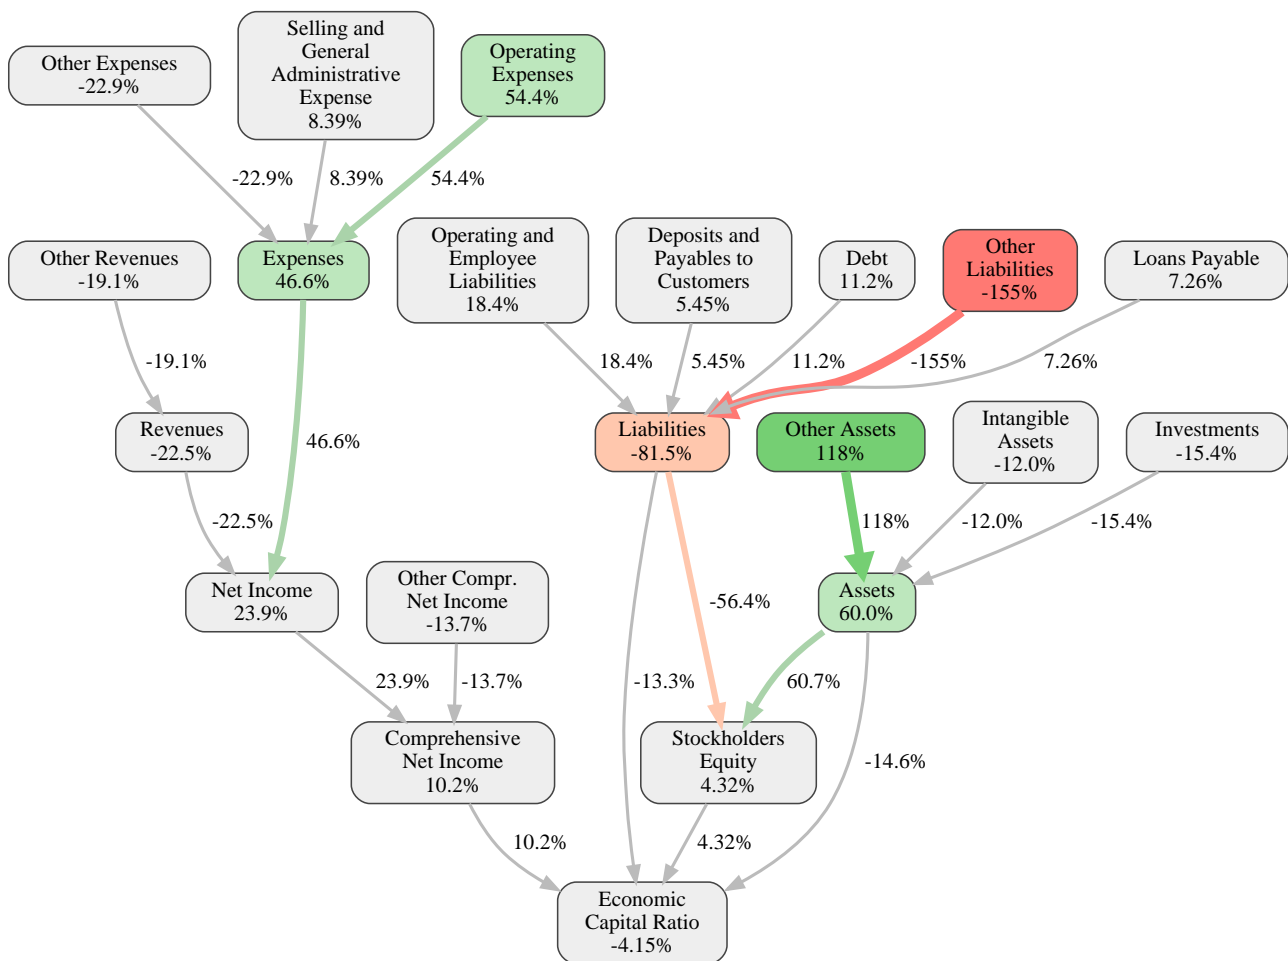 Selling and
General
Administrative
Expense
8.39%
Other Expenses
-22.9%
Operating
Expenses
54.4%
-22.9%
8.39%
54.4%
Other Revenues
-19.1%
Expenses
46.6%
Operating and
Employee
Liabilities
18.4%
Deposits and
Payables to
Customers
5.45%
Debt
11.2%
Other
Liabilities
-155%
Loans Payable
7.26%
-19.1%
18.4%
5.45%
11.2%
-155%
7.26%
Revenues
-22.5%
46.6%
Liabilities
-81.5%
Other Assets
118%
Intangible
Assets
-12.0%
Investments
-15.4%
-22.5%
118%
-12.0%
-15.4%
Net Income
23.9%
Other Compr.
Net Income
-13.7%
-56.4%
Assets
60.0%
23.9%
-13.7%
-13.3%
60.7%
Comprehensive
Net Income
10.2%
Stockholders
Equity
4.32%
-14.6%
10.2%
4.32%
Economic
Capital Ratio
-4.15%